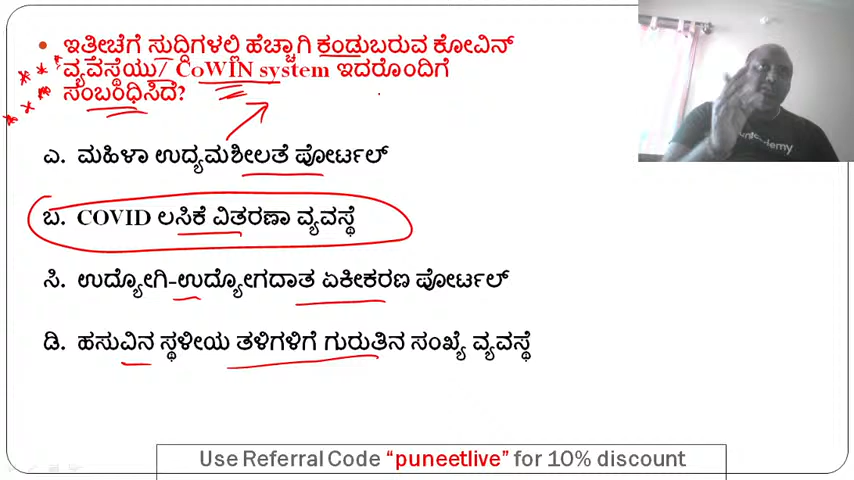 ಇತೀಚೆಗೆ ಸುದ್ದಿಗಳಲ್ಲಿ ಹೆಚ್ಚಾಗಿ ಕಂಡುಬರುವ ಕೋವಿನ್
ವ್ಯವಸ್ಥೆಯು/ CoWIN system ಇದರೊಂದಿಗೆ
ಸಂಬಂಧಿಸಿದೆ?
ಎ. ಮಹಿಳಾ ಉದ್ಯಮಶೀಲತೆ ಪೋರ್ಟಲ್
ಬ. COVID ಲಸಿಕೆ ವಿತರಣಾ ವ್ಯವಸ್ಥೆ
ಸಿ. ಉದ್ಯೋಗಿ-ಉದ್ಯೋಗದಾತ ಏಕೀಕರಣ ಪೋರ್ಟಲ್
ಡಿ. ಹಸುವಿನ ಸ್ಥಳೀಯ ತಳಿಗಳಿಗೆ ಗುರುತಿನ ಸಂಖ್ಯೆ ವ್ಯವಸ್ಥೆ
Use Referral Code “puneetlive” for 10% discount